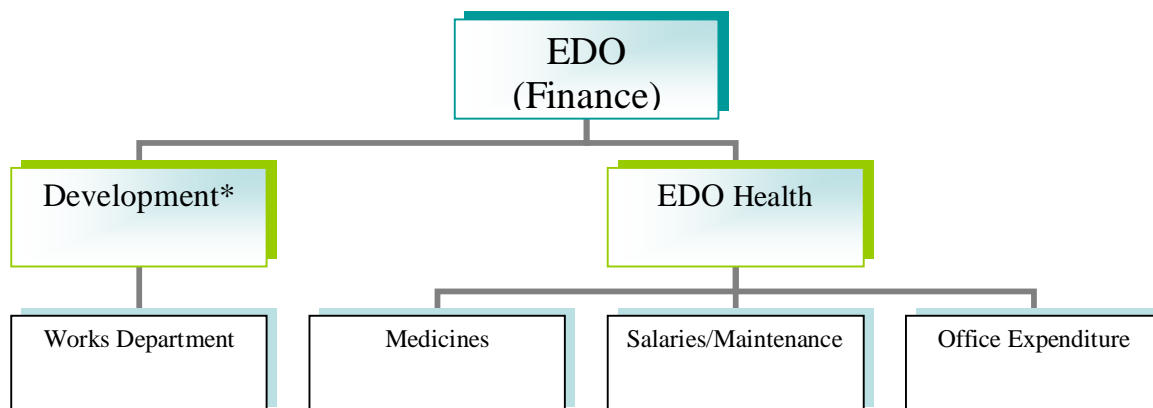 EDO
(Finance)
Development*
EDO Health
Works Department
Medicines
Salaries/Maintenance
Office Expenditure